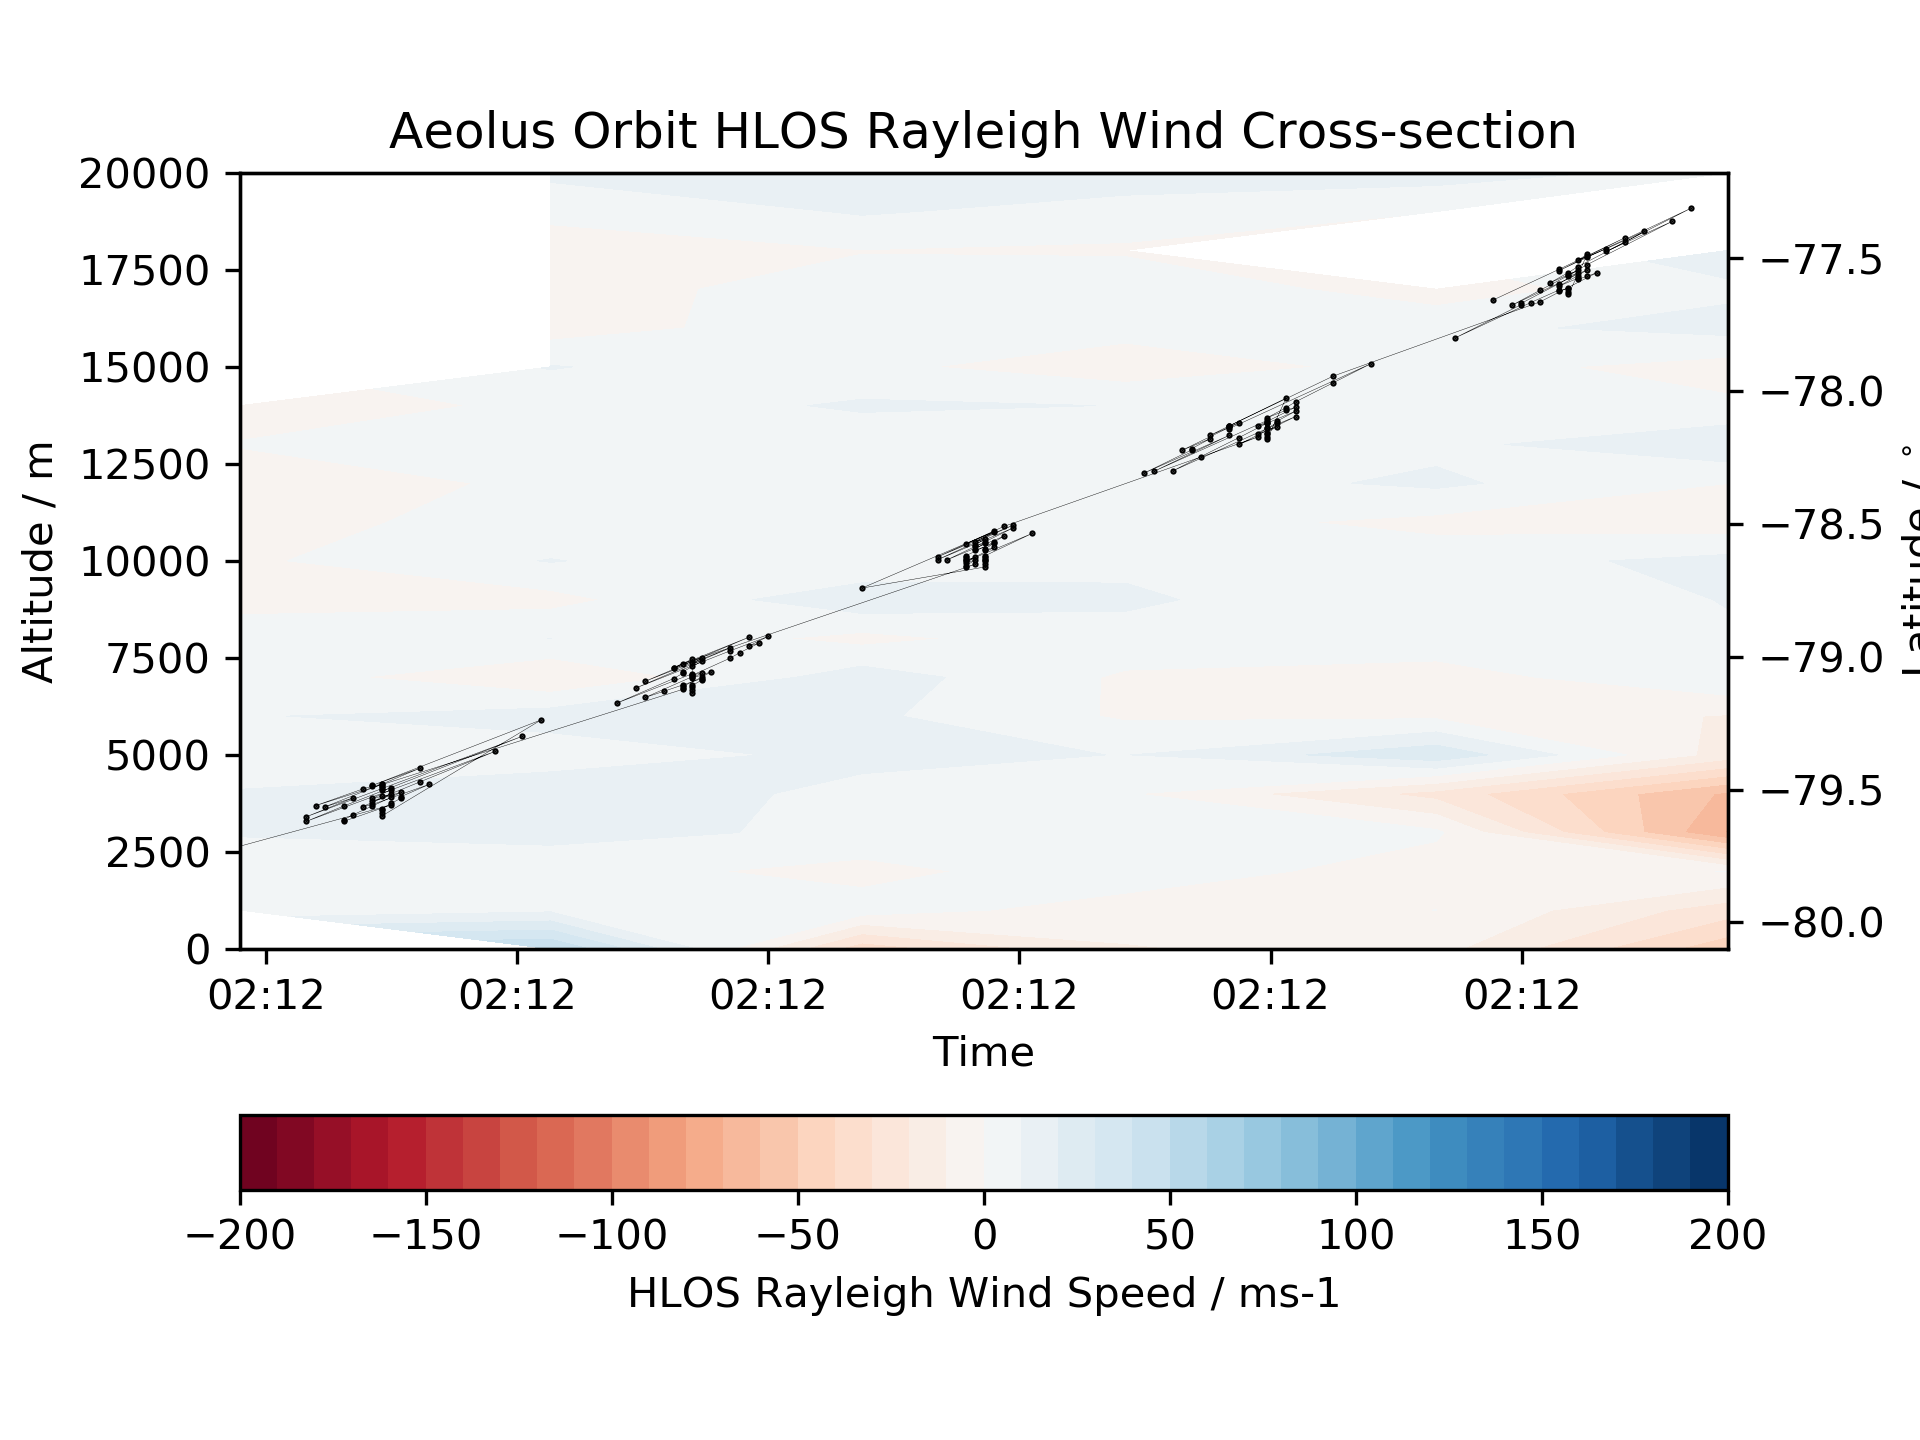 Aeolus Orbit HLOS Rayleigh Wind Cross-section
20000
17500
15000
12500
10000
7500
5000
2500
0
Altitude / m
−77.5
−78.0
−78.5
−79.0
−79.5
−80.0
Latitude / °
02:12 02:12 02:12 02:12 02:12 02:12
Time
−200 −150 −100 −50 0 50 100 150 200
HLOS Rayleigh Wind Speed / ms-1